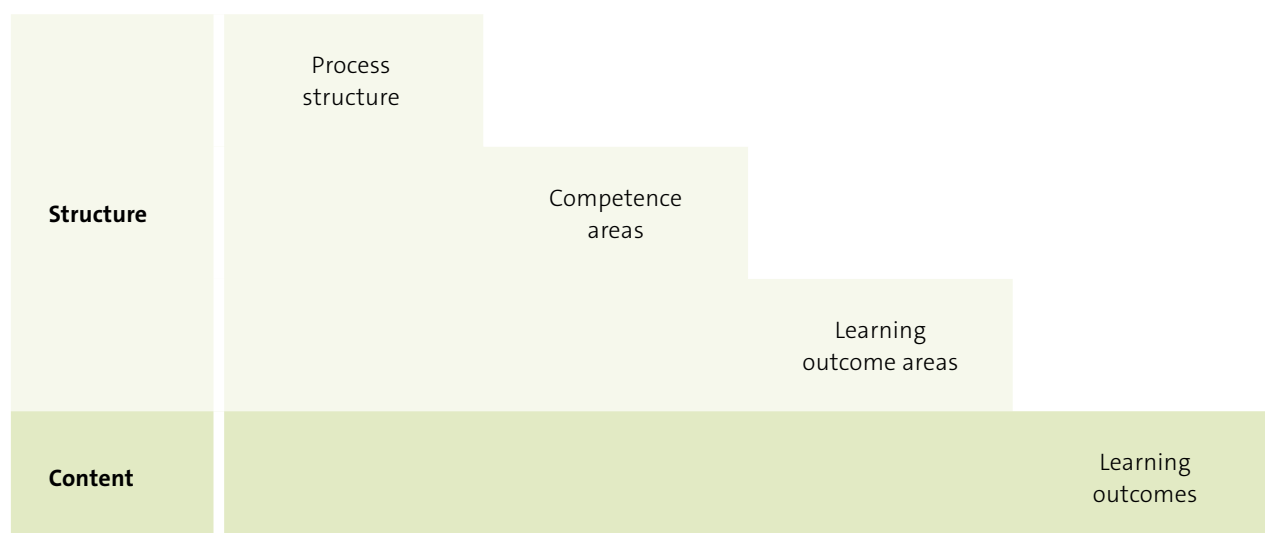 Process
structure
Competence
areas
Structure
Learning
outcome areas
Content
Learning
outcomes